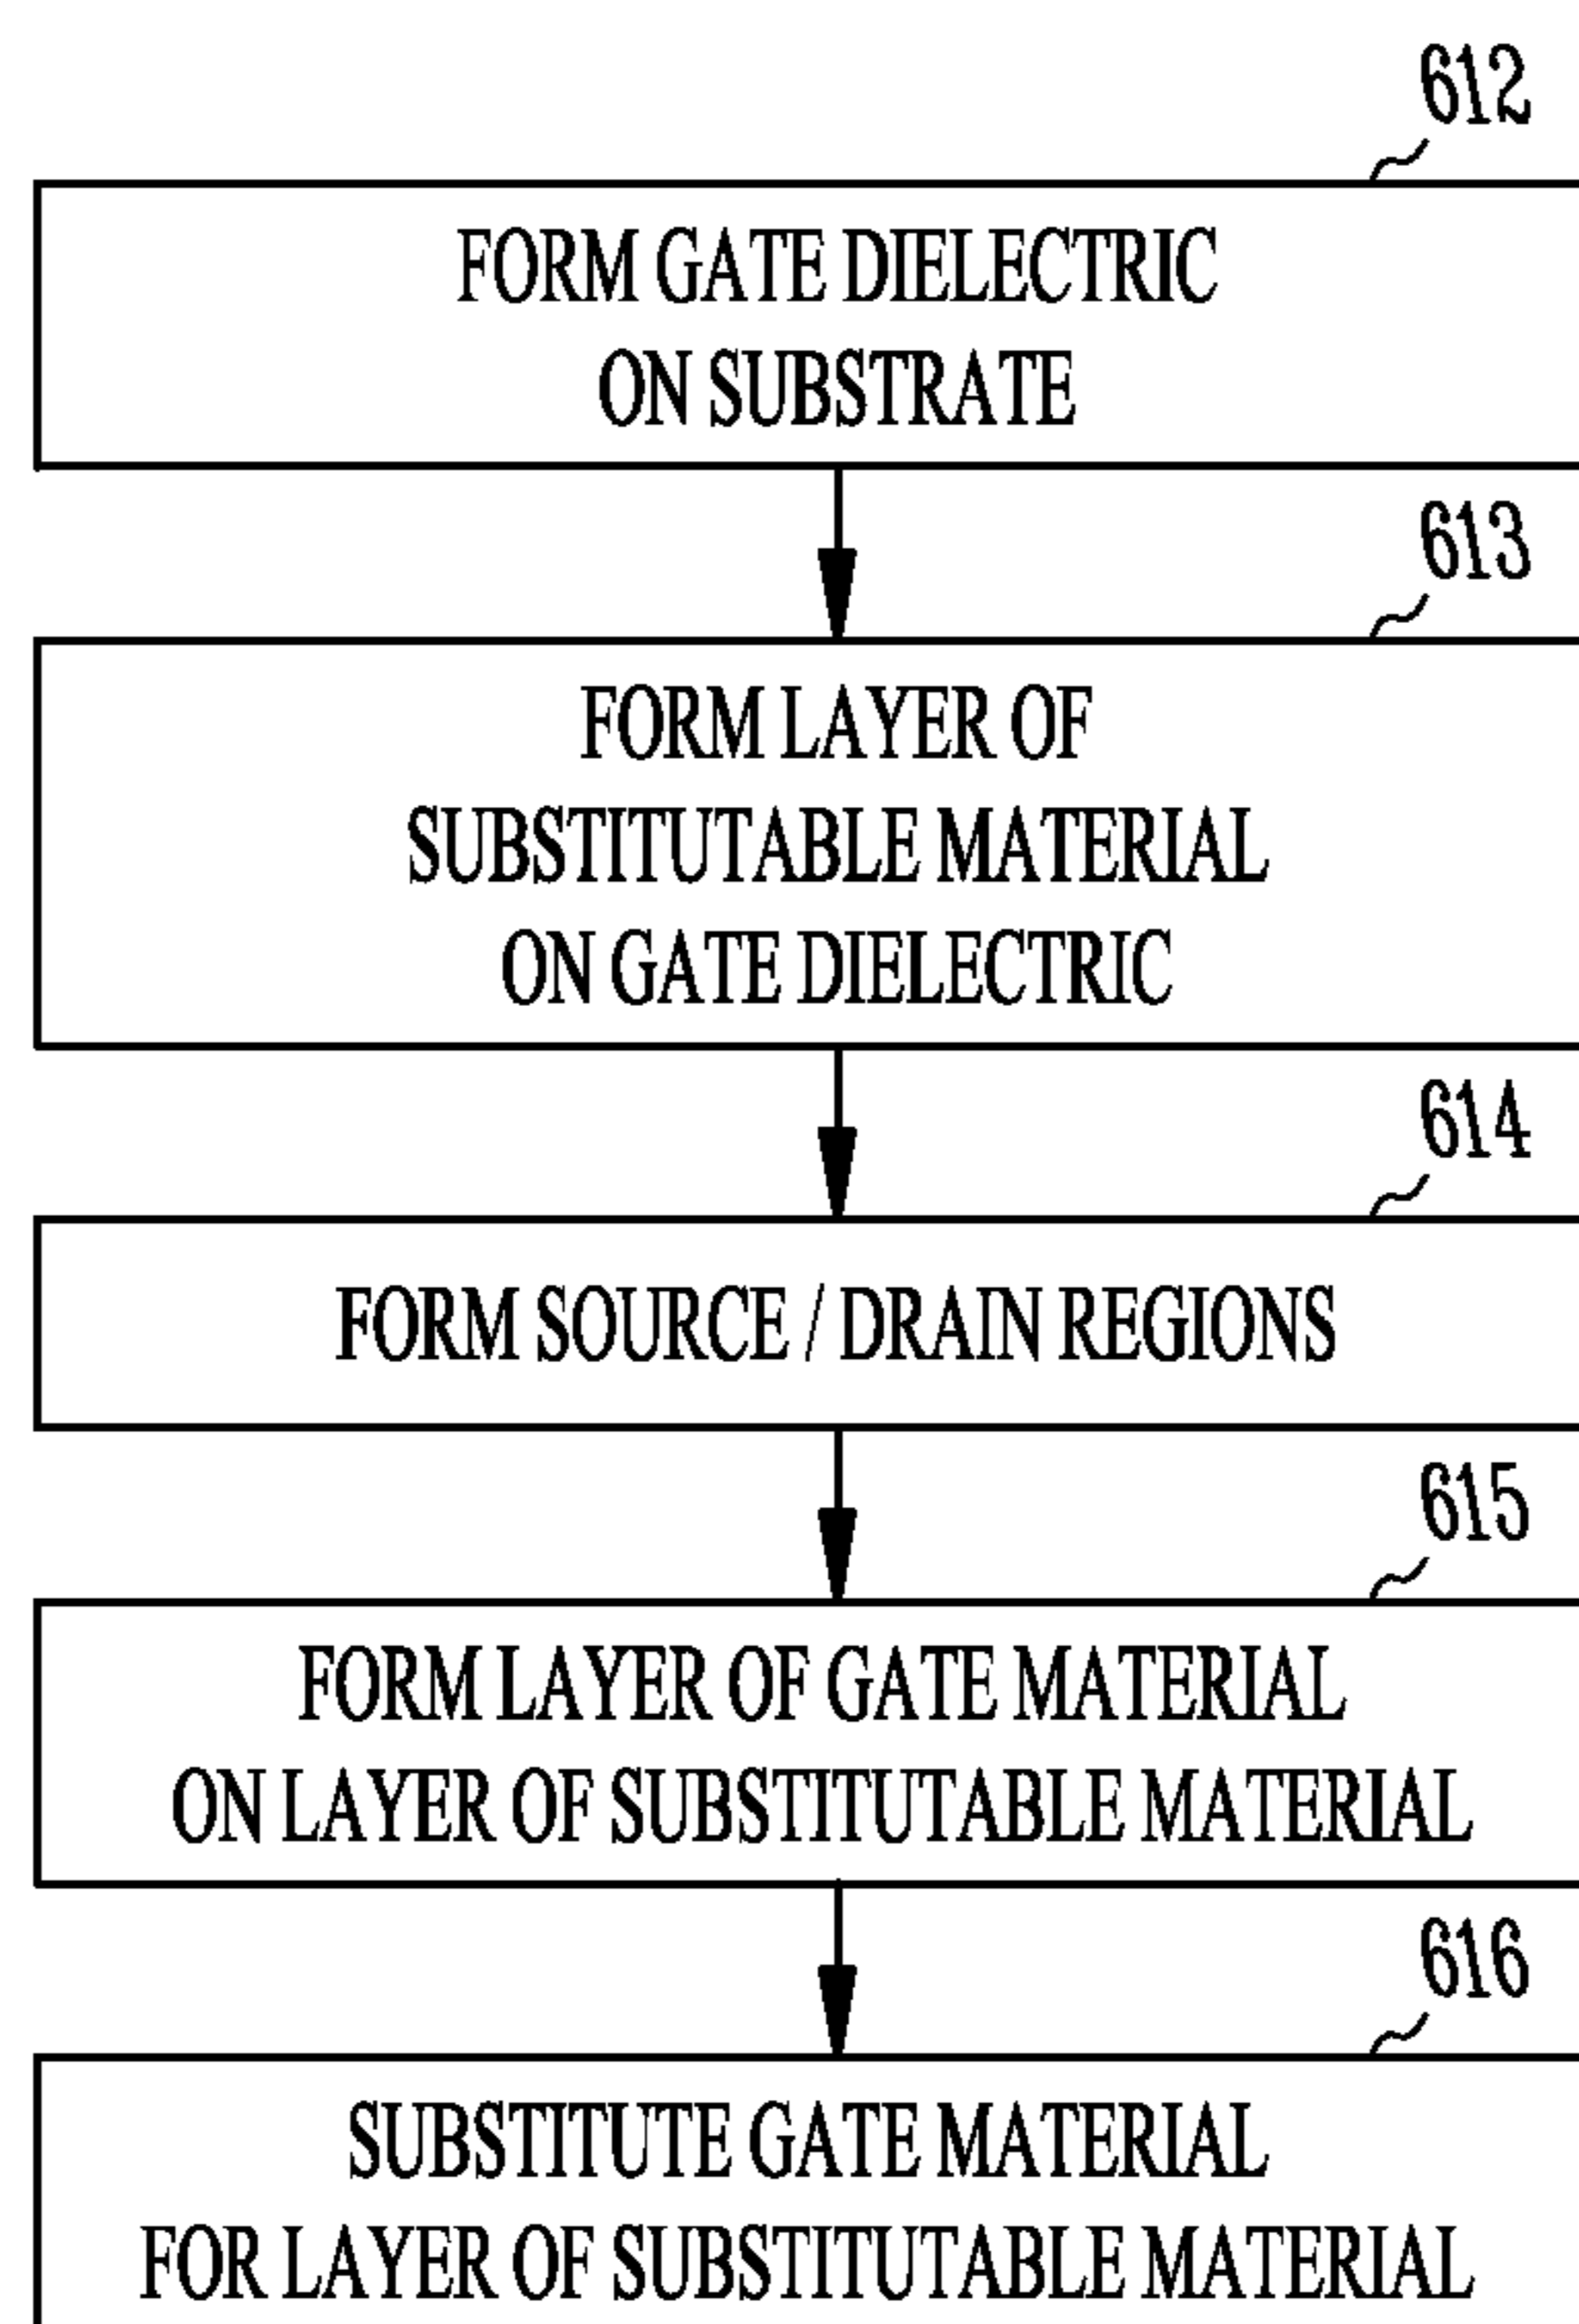 612
FORM GATE DIELECTRIC
ON SUBSTRATE
613
FORM LAYER OF
SUBSTITUTABLE MATERIAL
ON GATE DIELECTRIC
614
FORM SOURCE / DRAIN REGIONS
615
FORM LAYER OF GATE MATERIAL
ON LAYER OF SUBSTITUTABLE MATERIAL
616
SUBSTITUTE GATE MATERIAL
FOR LAYER OF SUBSTITUTABLE MATERIAL